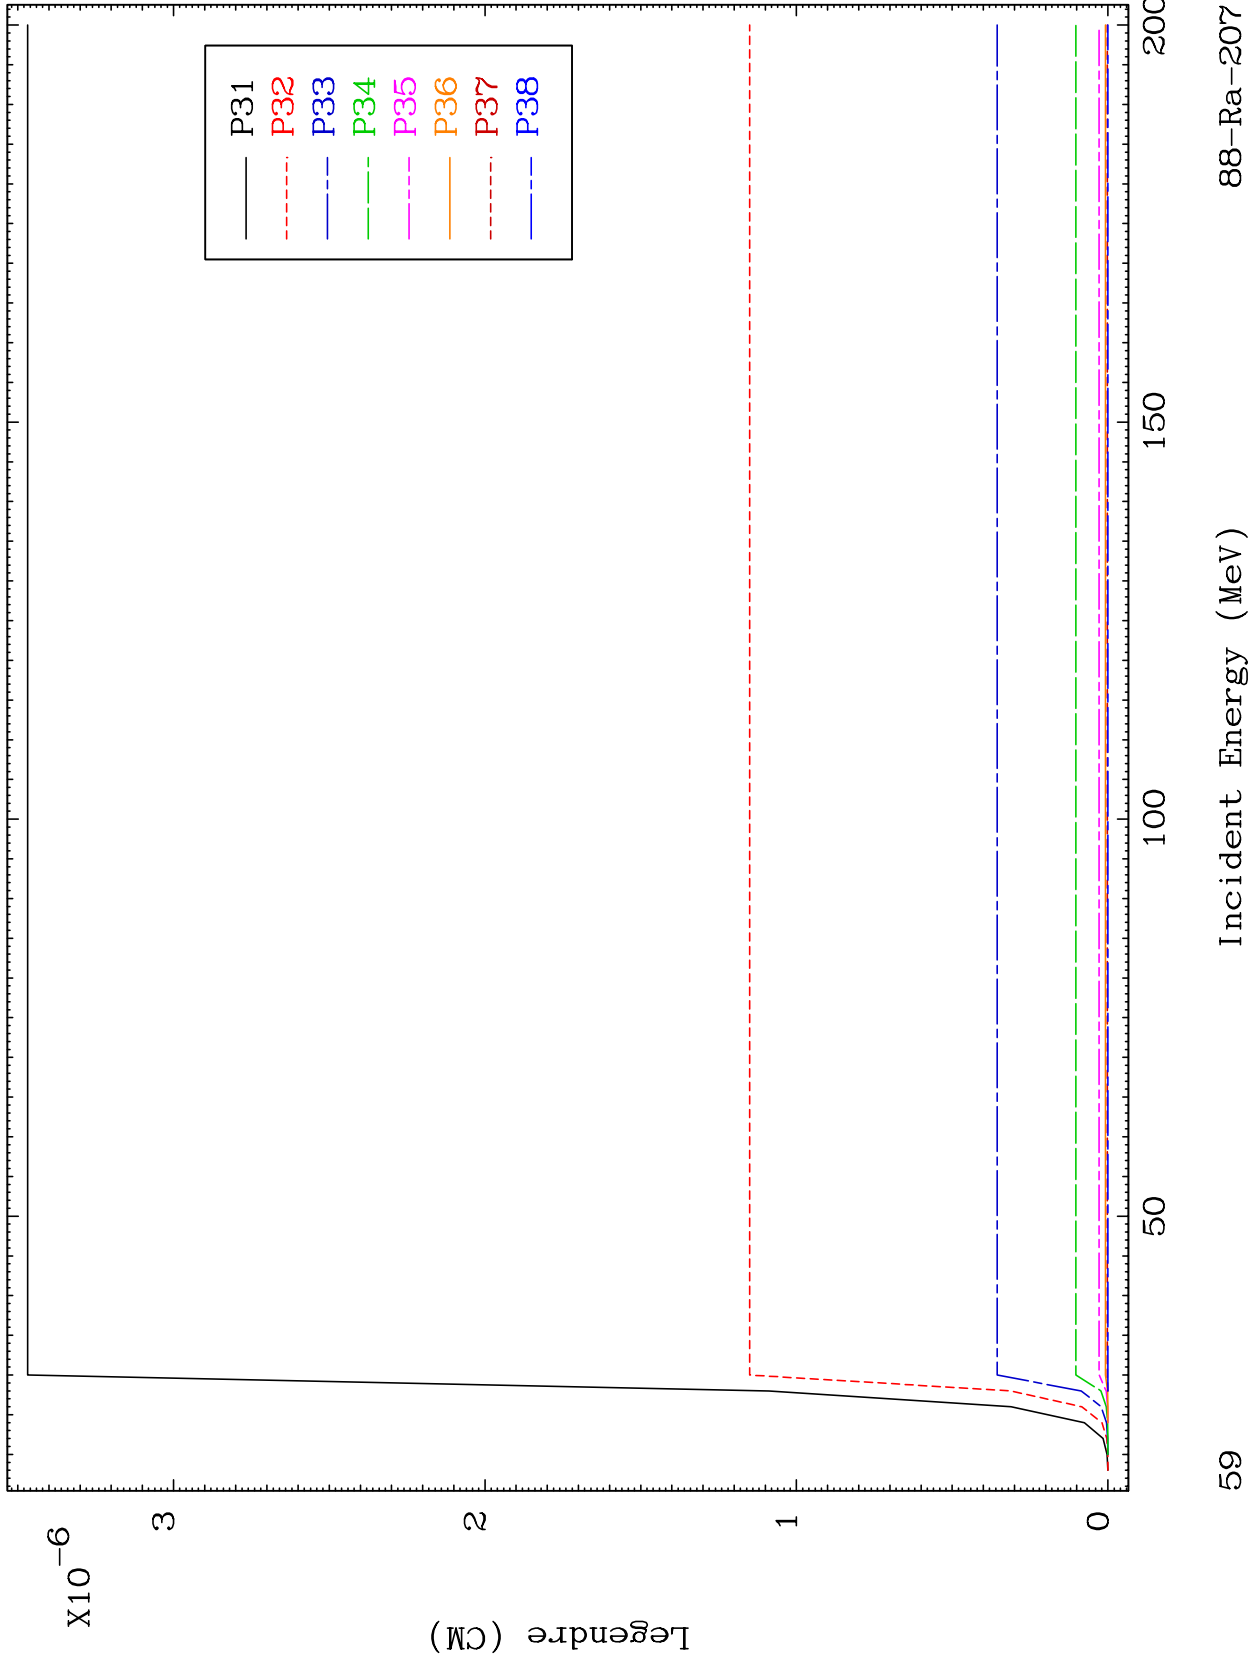 X10-6
3
2
1
0
Legendre (CM)
P31
P32
P33
P34
P35
P36
P37
P38
50
100
150
200
Incident Energy (MeV)
59
88-Ra-207